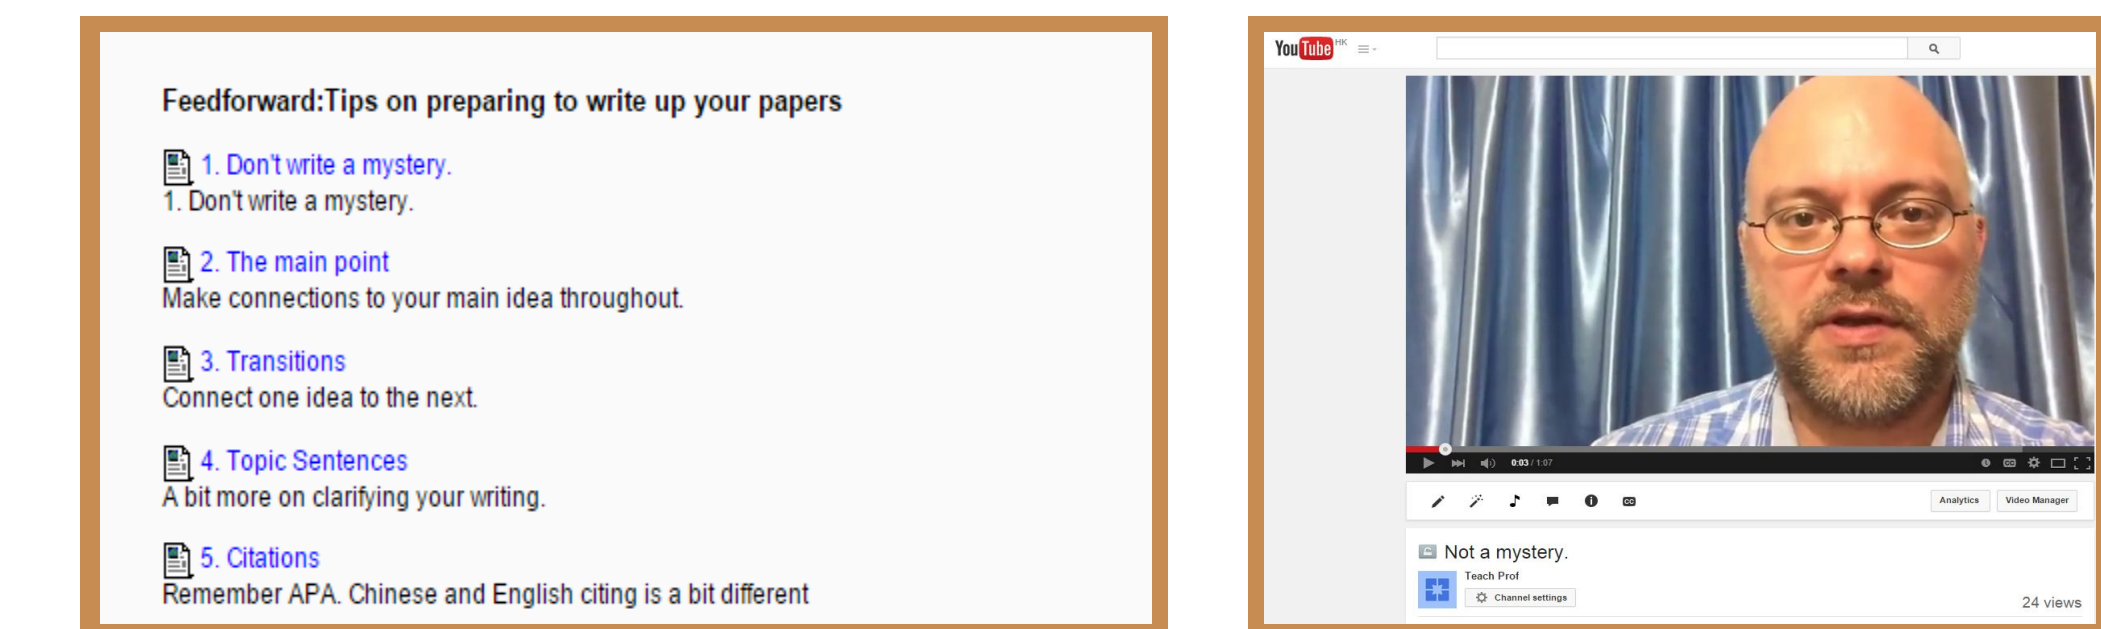 Feedforward:Tips on preparing to write up your papers
1. Don't write a mystery.
1. Don't write a mystery.
2. The main point
Make connections to your main idea throughout.
3. Transitions
Connect one idea to the next.
4. Topic Sentences
A bit more on clarifying your writing.
5. Citations
Remember APA. Chinese and English citing is a bit different
YouTube HK
0:03 / 1:07
CC
CC
Analytics
Video Manager
Not a mystery.
Teach Prof
Channel settings
24 views